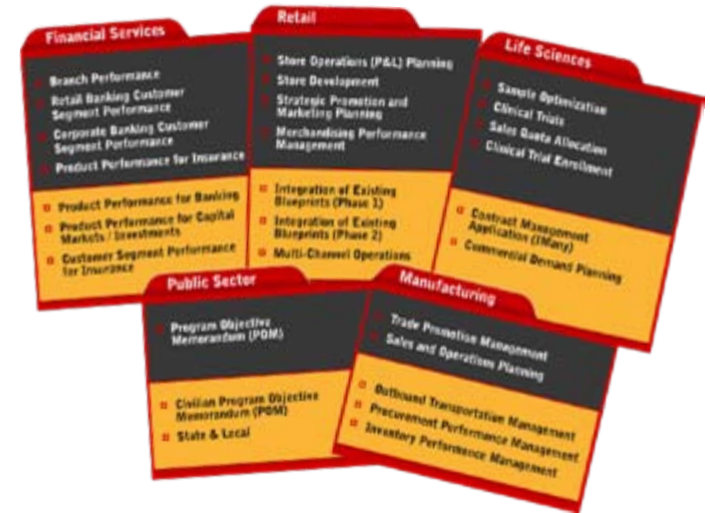 Financial Services
Branch Performance
Retail Banking Customer
Segment Performance
Corporate Banking Customer
Segment Performance
Product Performance for Insurance
Product Performance for Banking
Product Performance for Capital
Markets / Investments
Customer Segment Performance
for Insurance
Retail
Store Operations (P&L) Planning
Store Development
Strategic Promotion and
Marketing Planning
Merchandising Performance
Management
Integration of Existing
Blueprints (Phase 1)
Integration of Existing
Blueprints (Phase 2)
Multi-Channel Operations
Life Sciences
Sample Optimization
Clinical Trials
Sales Quota Allocation
Clinical Trial Enrollment
Contract Management
Application (IMany)
Commercial Demand Planning
Public Sector
Program Objective
Memorandum (POM)
Civilian Program Objective
Memorandum (POM)
State & Local
Manufacturing
Trade Promotion Management
Sales and Operations Planning
Outbound Transportation Management
Procurement Performance Management
Inventory Performance Management